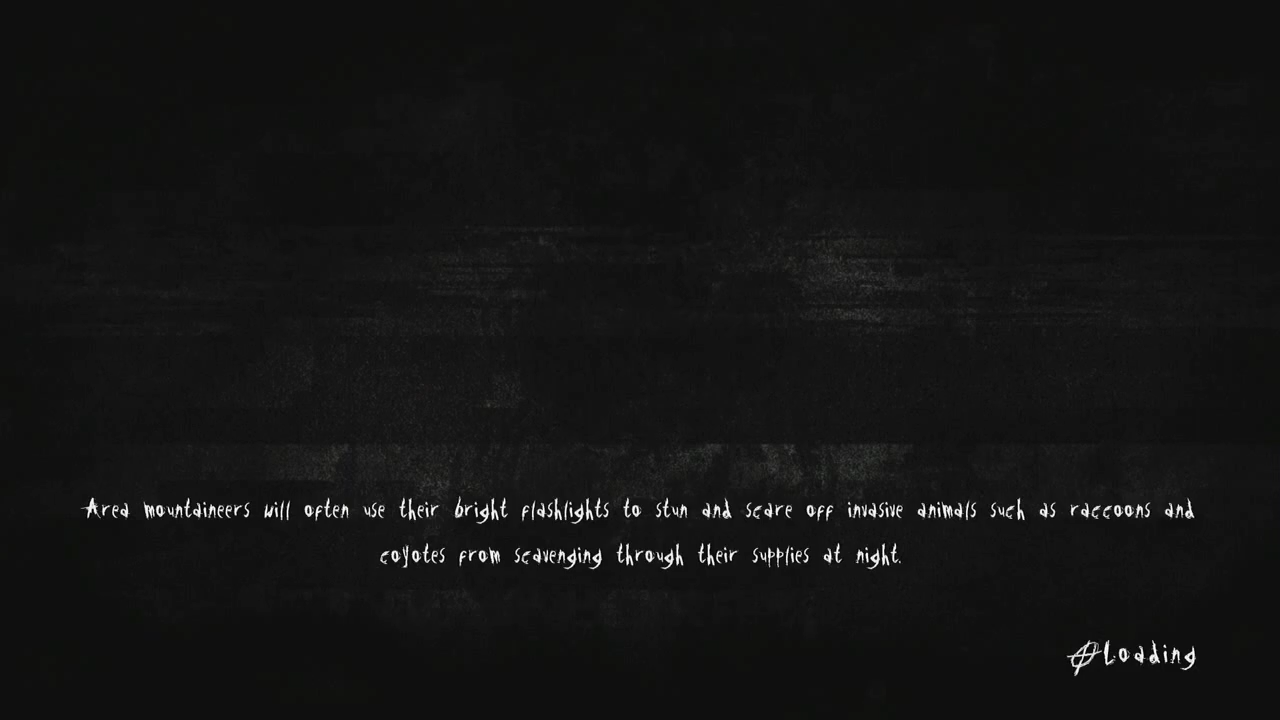 Area mountaineers will often use their bright flashlights to stun and scare off invasive animals such as raccoons and
coyotes from scavenging through their supplies at night.
Loading